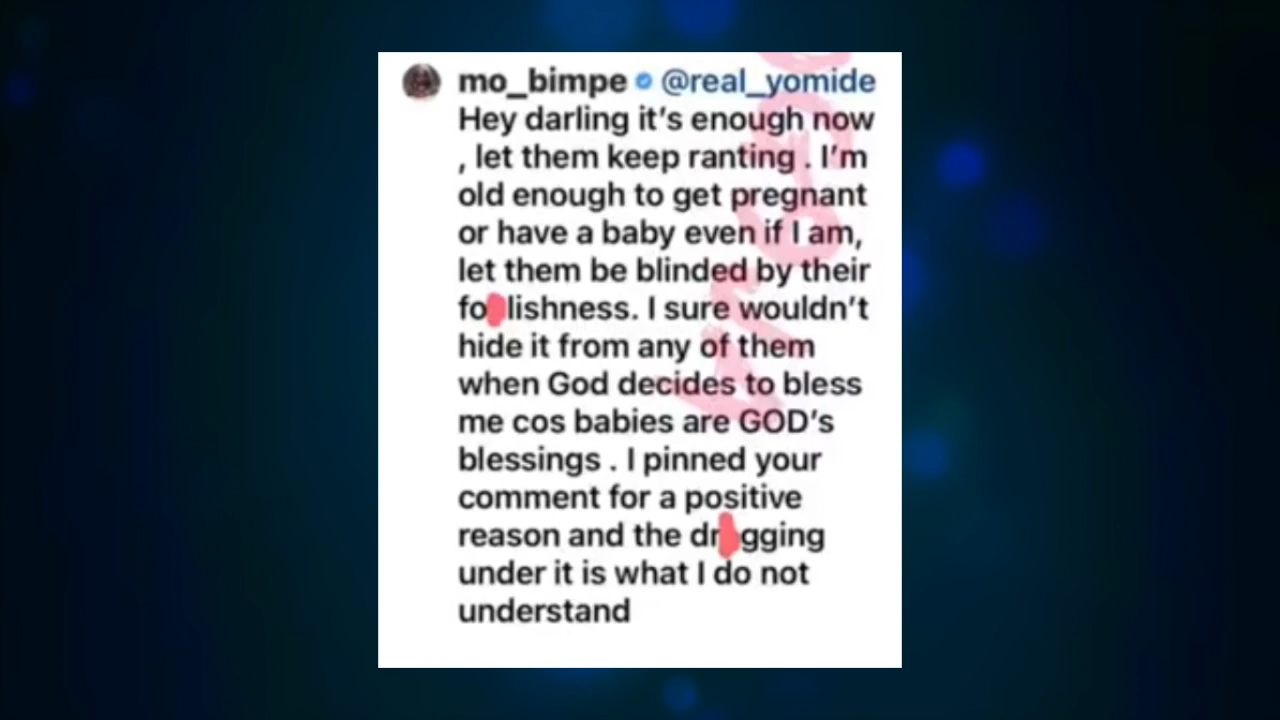 mo_bimpe @real_yomide
Hey darling it's enough now
, let them keep ranting . I'm
old enough to get pregnant
or have a baby even if I am,
let them be blinded by their
fo lishness. I sure wouldn't
hide it from any of them
when God decides to bless
me cos babies are GOD's
blessings . I pinned your
comment for a positive
reason and the dr gging
under it is what I do not
understand